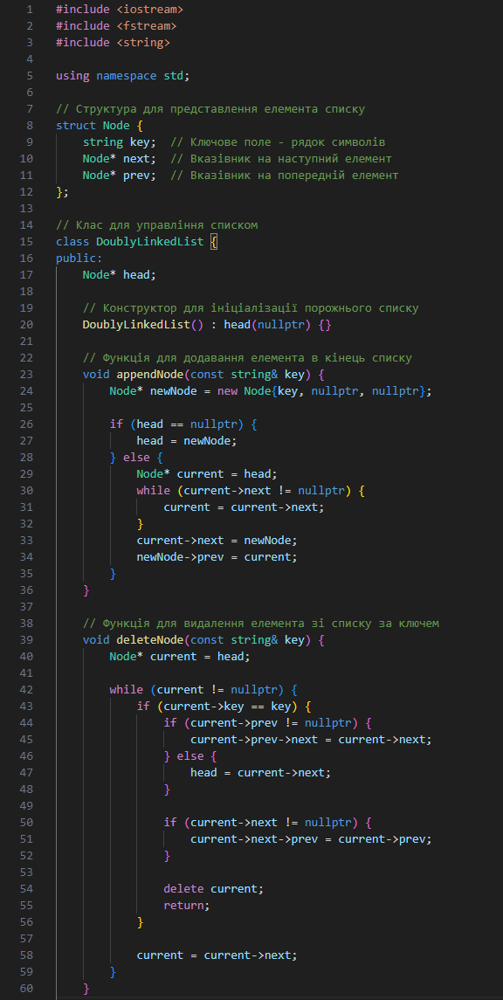 1 #include <iostream>
2 #include <fstream>
3 #include <string>
4
5 using namespace std;
6
7 // Структура для представлення елемента списку
8 struct Node {
9     string key;  // Ключове поле - рядок символів
10     Node* next;  // Вказівник на наступний елемент
11     Node* prev;  // Вказівник на попередній елемент
12 };
13
14 // Клас для управління списком
15 class DoublyLinkedList {
16 public:
17     Node* head;
18
19     // Конструктор для ініціалізації порожнього списку
20     DoublyLinkedList() : head(nullptr) {}
21
22     // Функція для додавання елемента в кінець списку
23     void appendNode(const string& key) {
24         Node* newNode = new Node{key, nullptr, nullptr};
25
26         if (head == nullptr) {
27             head = newNode;
28         } else {
29             Node* current = head;
30             while (current->next != nullptr) {
31                 current = current->next;
32             }
33             current->next = newNode;
34             newNode->prev = current;
35         }
36     }
37
38     // Функція для видалення елемента зі списку за ключем
39     void deleteNode(const string& key) {
40         Node* current = head;
41
42         while (current != nullptr) {
43             if (current->key == key) {
44                 if (current->prev != nullptr) {
45                     current->prev->next = current->next;
46                 } else {
47                     head = current->next;
48                 }
49
50                 if (current->next != nullptr) {
51                     current->next->prev = current->prev;
52                 }
53
54                 delete current;
55                 return;
56             }
57
58             current = current->next;
59         }
60     }